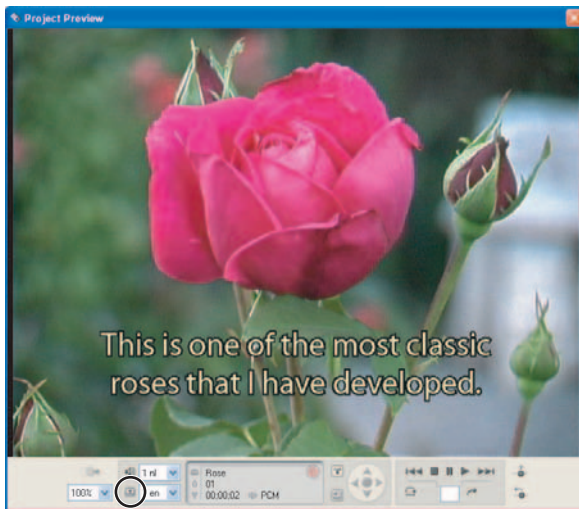 Project Preview
This is one of the most classic
roses that I have developed.
1 nl
Rose
01
100%
en
00:00:02
PCM